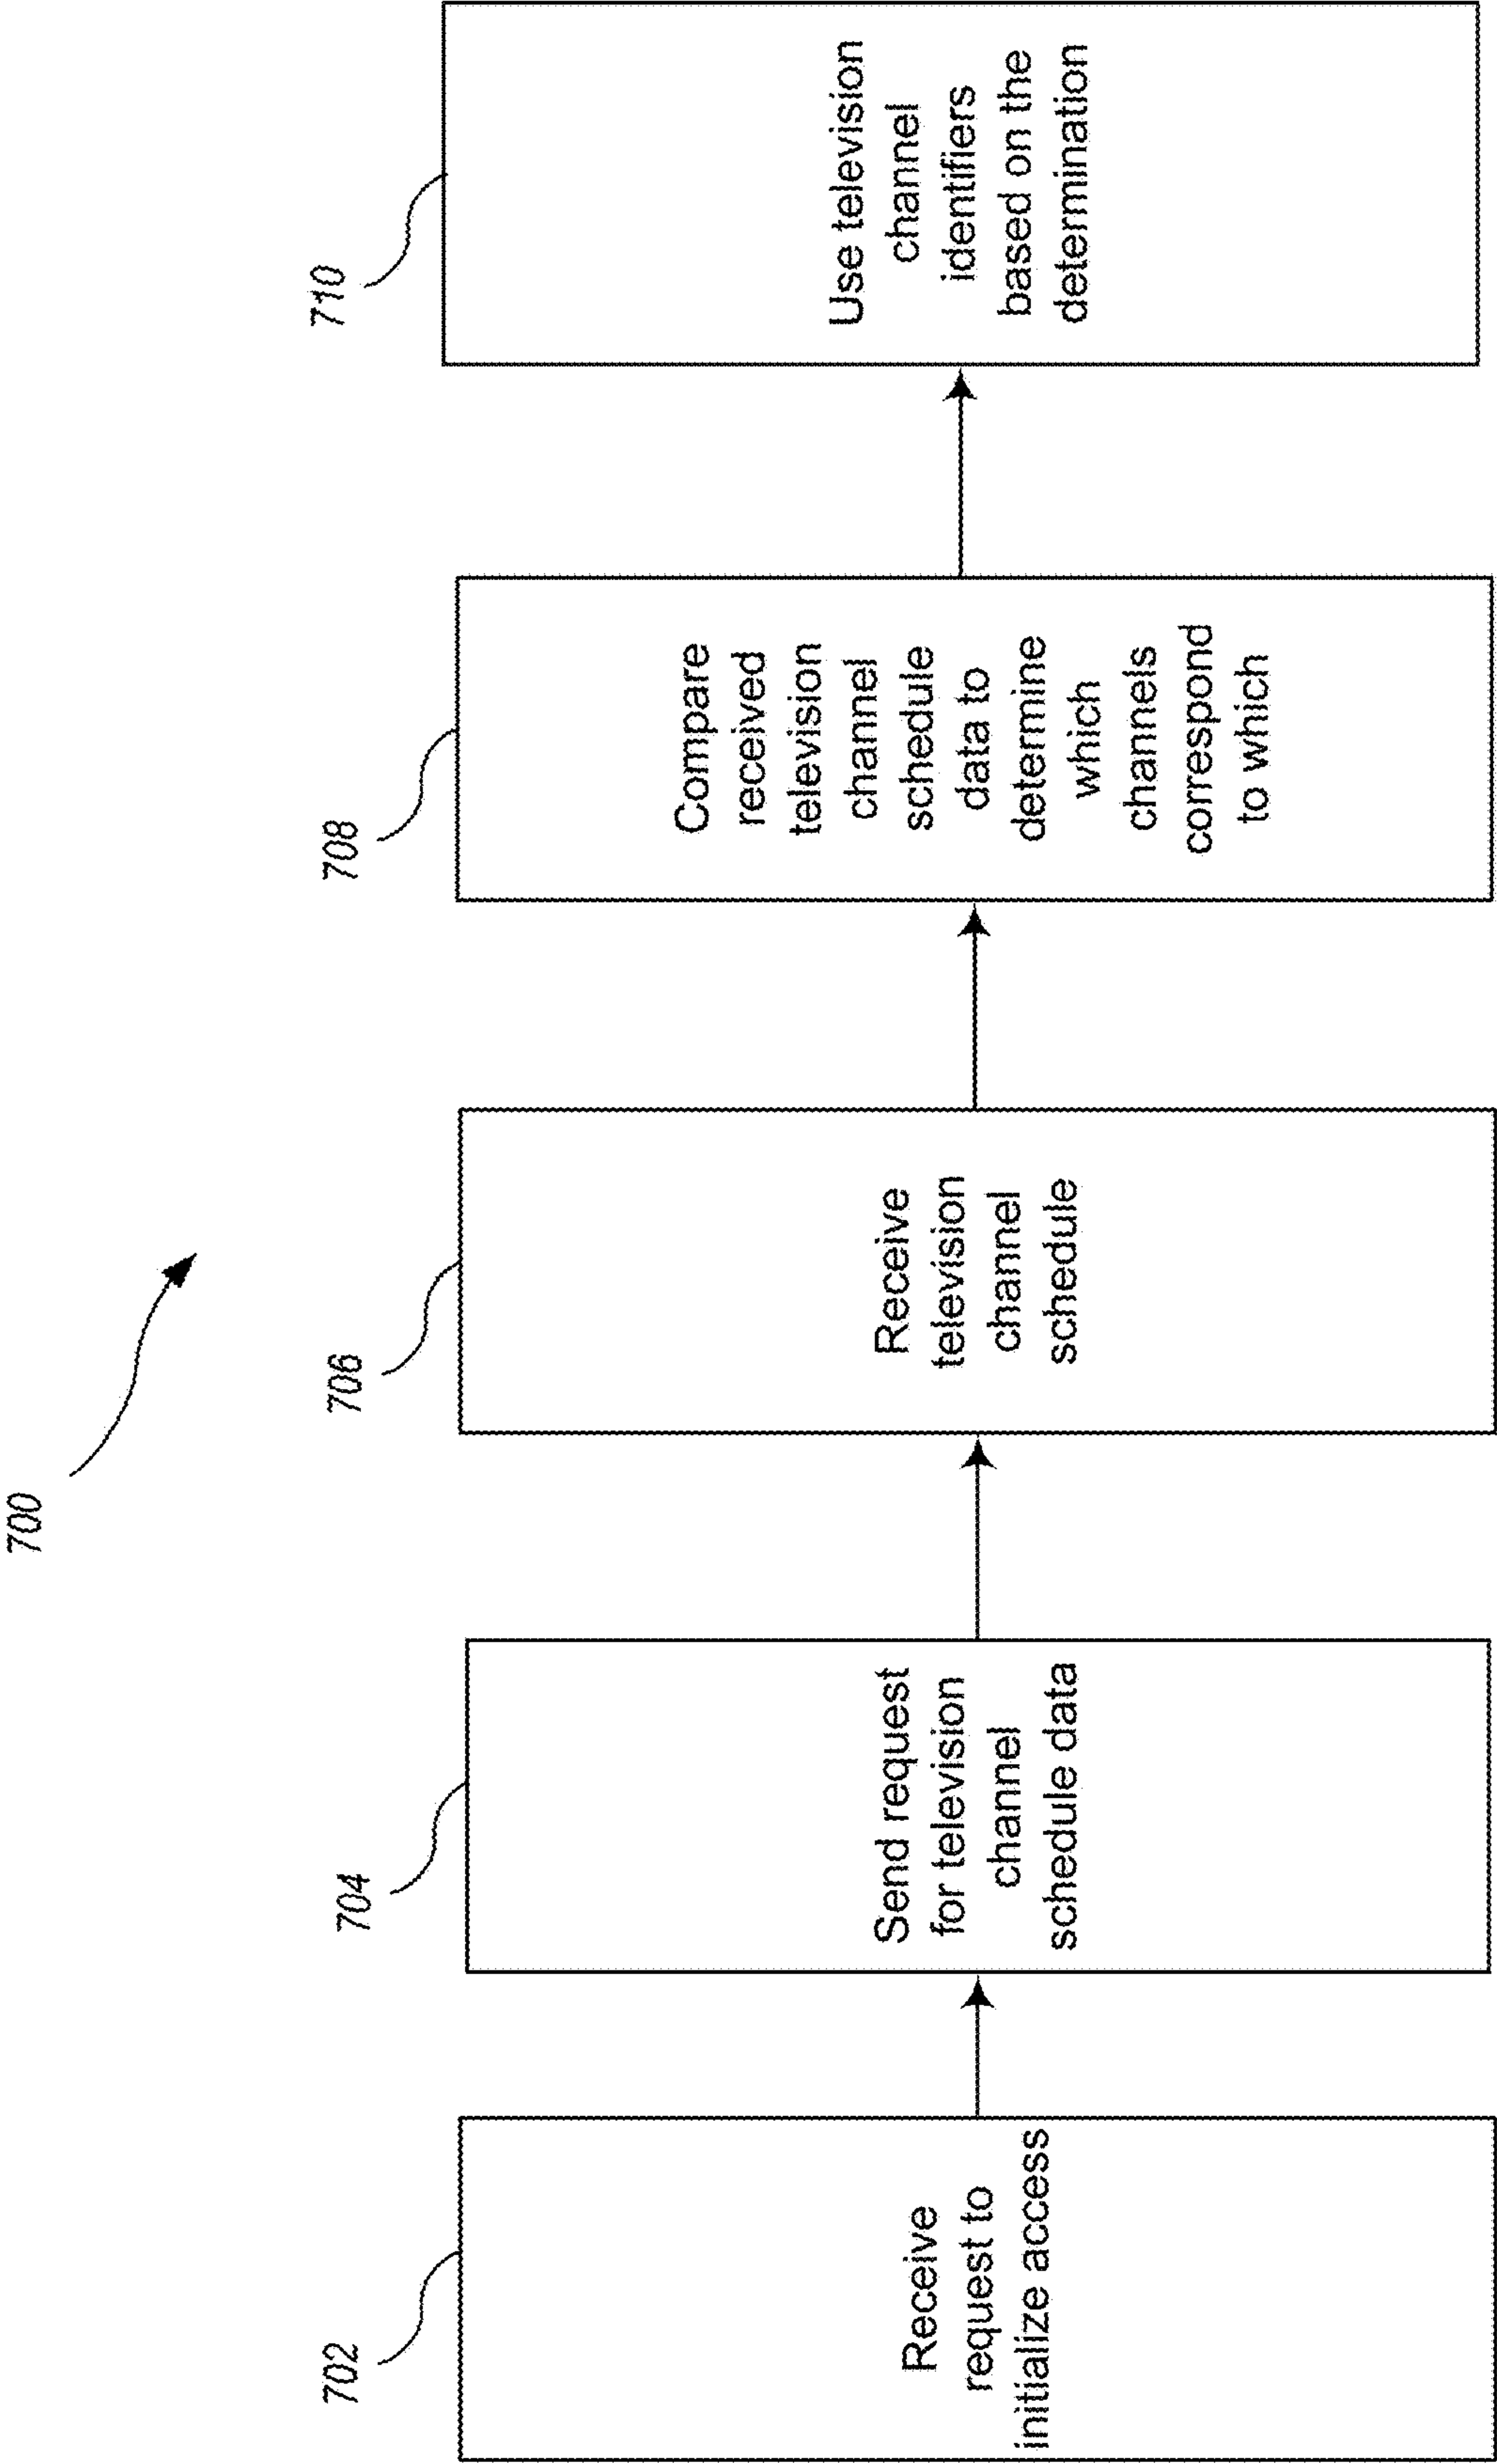 700
702
Receive
request to
initialize access
704
Send request
for television
channel
schedule data
706
Receive
television
channel
schedule
708
Compare
received
television
channel
schedule
data to
determine
which
channels
correspond
to which
710
Use television
channel
identifiers
based on the
determination